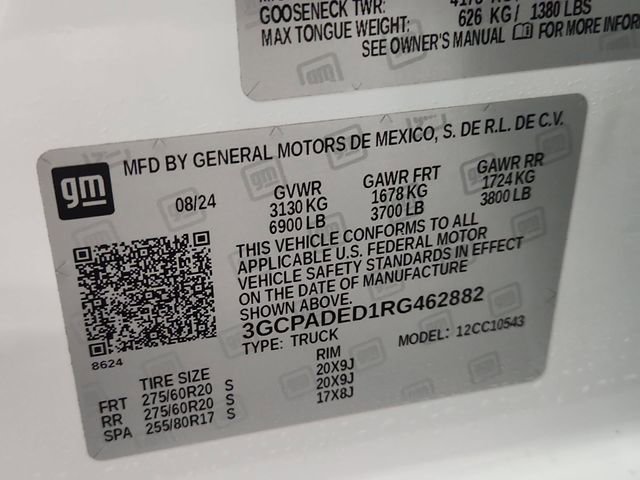 GOOSENECK TWR:
MAX TONGUE WEIGHT: 626 KG/ 1380 LBS
SEE OWNER'S MANUAL FOR MORE
gm
MFD BY GENERAL MOTORS DE MEXICO, S. DE R.L. DE C.V.
08/24 GVWR GAWR FRT GAWR RR
3130 KG 1678 KG 1724 KG
6900 LB 3700 LB 3800 LB
THIS VEHICLE CONFORMS TO ALL
APPLICABLE U.S. FEDERAL MOTOR
VEHICLE SAFETY STANDARDS IN EFFECT
ON THE DATE OF MANUFACTURE
SHOWN ABOVE.
3GCPADED1RG462882
TYPE: TRUCK MODEL: 12CC10543
8624
TIRE SIZE RIM
FRT 275/60R20 S 20X9J
RR 275/60R20 S 20X9J
SPA 255/80R17 S 17X8J